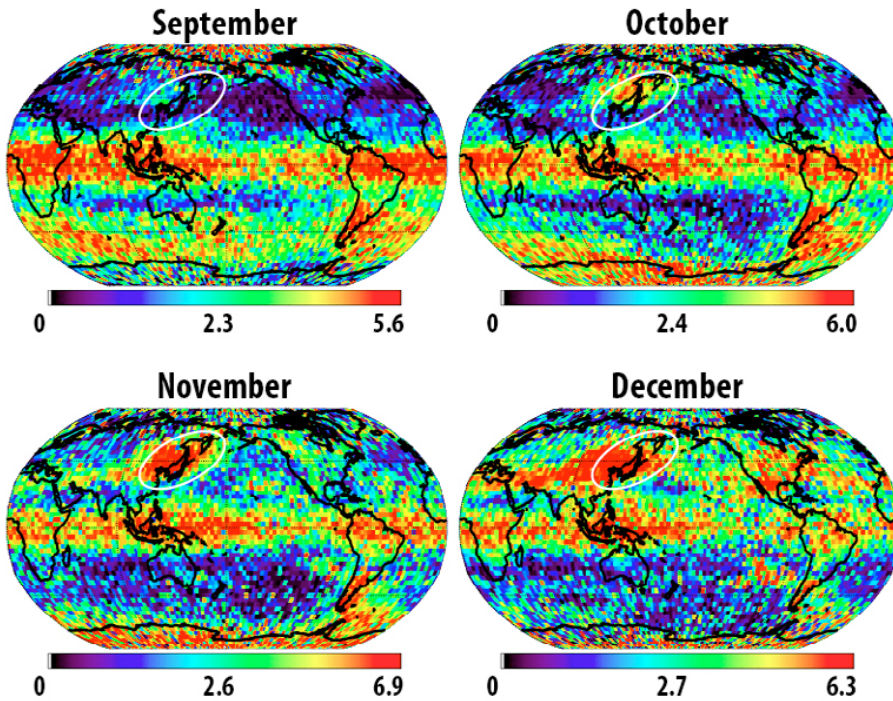 September
October
0 2.3 5.6
0 2.4 6.0
November
December
0 2.6 6.9
0 2.7 6.3